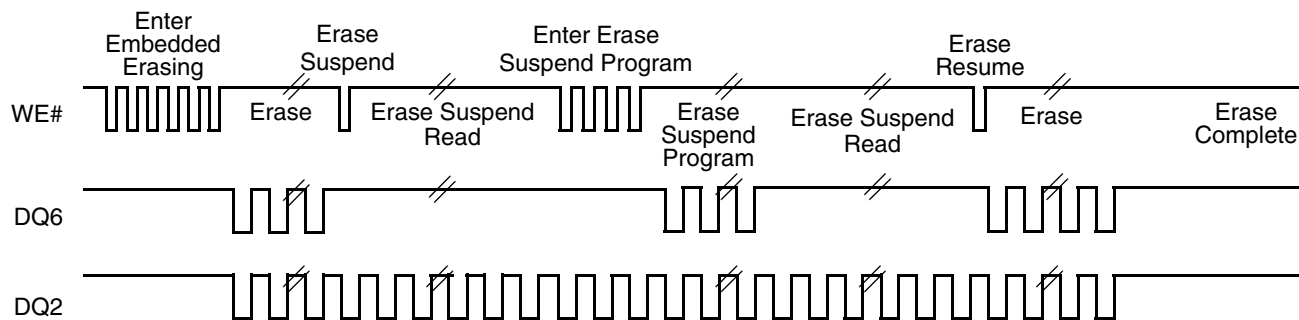 Enter
Embedded
Erasing
Erase
Suspend
Enter Erase
Suspend Program
Erase
Resume
WE#
Erase
Erase Suspend
Read
Erase
Suspend
Program
Erase Suspend
Read
Erase
Erase
Complete
DQ6
DQ2